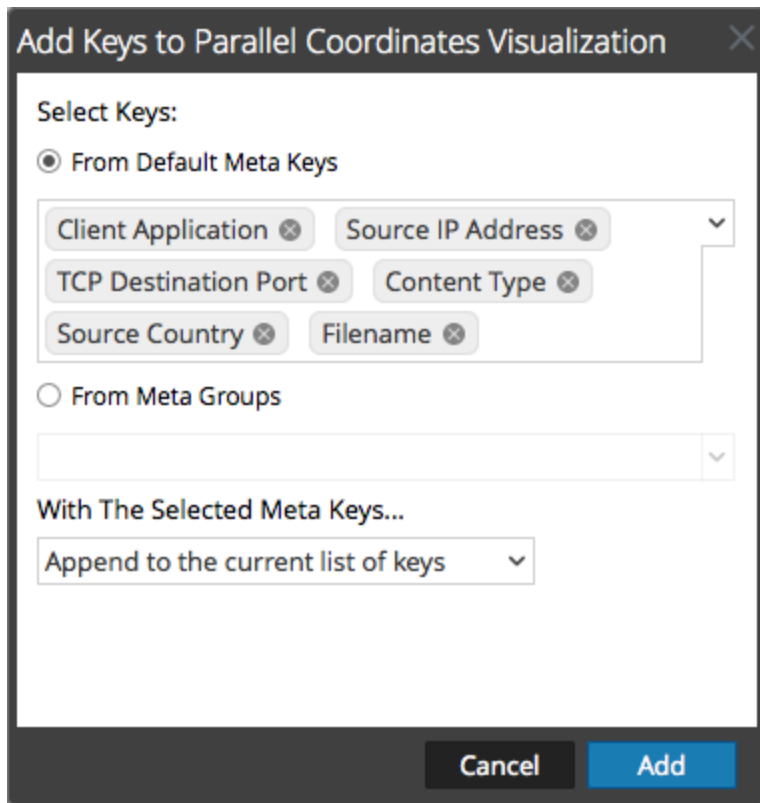 Add Keys to Parallel Coordinates Visualization
Select Keys:
From Default Meta Keys
Client Application Source IP Address
TCP Destination Port Content Type
Source Country Filename
From Meta Groups
With The Selected Meta Keys...
Append to the current list of keys
Cancel Add